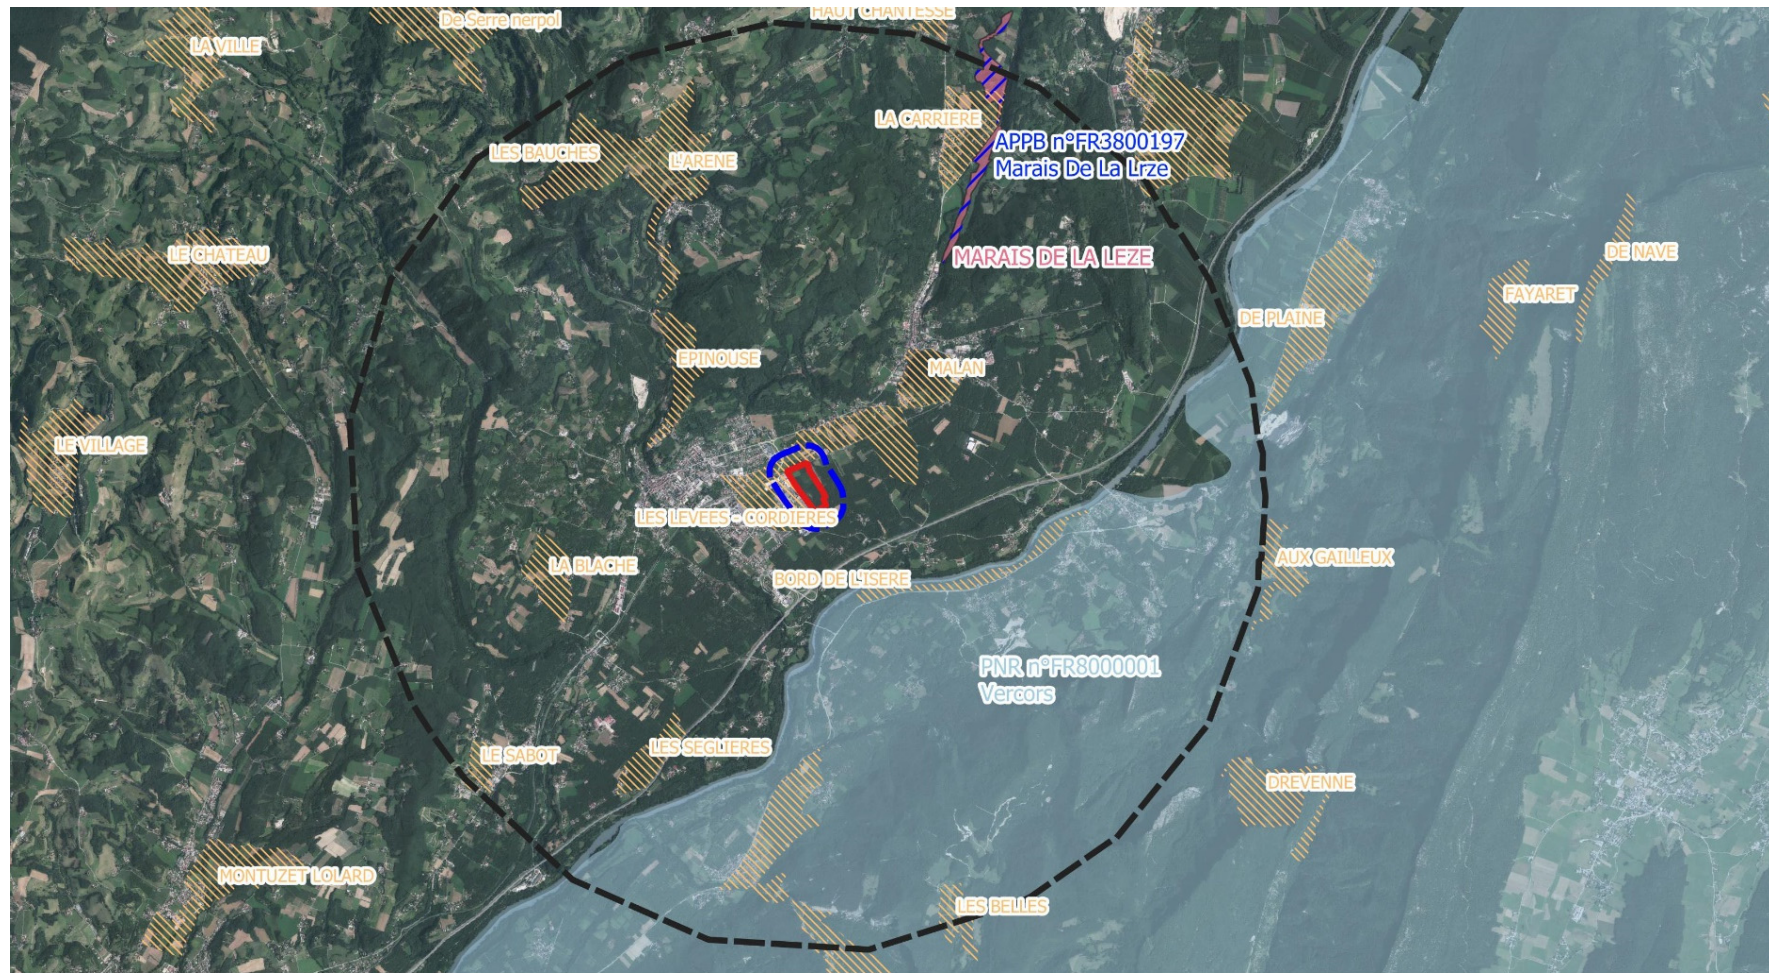 HAUT CHANTESSE
De Serre nerpol
LA VILLE
LA CARRIERE
APPB n°FR3800197
Marais De La Lrze
LES BAUCHES
L'ARENE
LE CHATEAU
MARAIS DE LA LEZE
DE NAVE
FAYARET
DE PLAINE
EPINOUSE
MALAN
LE VILLAGE
LES LEVEES - CORDIERES
LA BLACHE
BORD DE L'ISERE
AUX GAILLEUX
PNR n°FR8000001
Vercors
LE SABOT
LES SEGLIERES
DREVENNE
MONTUZET LOLARD
LES BELLES